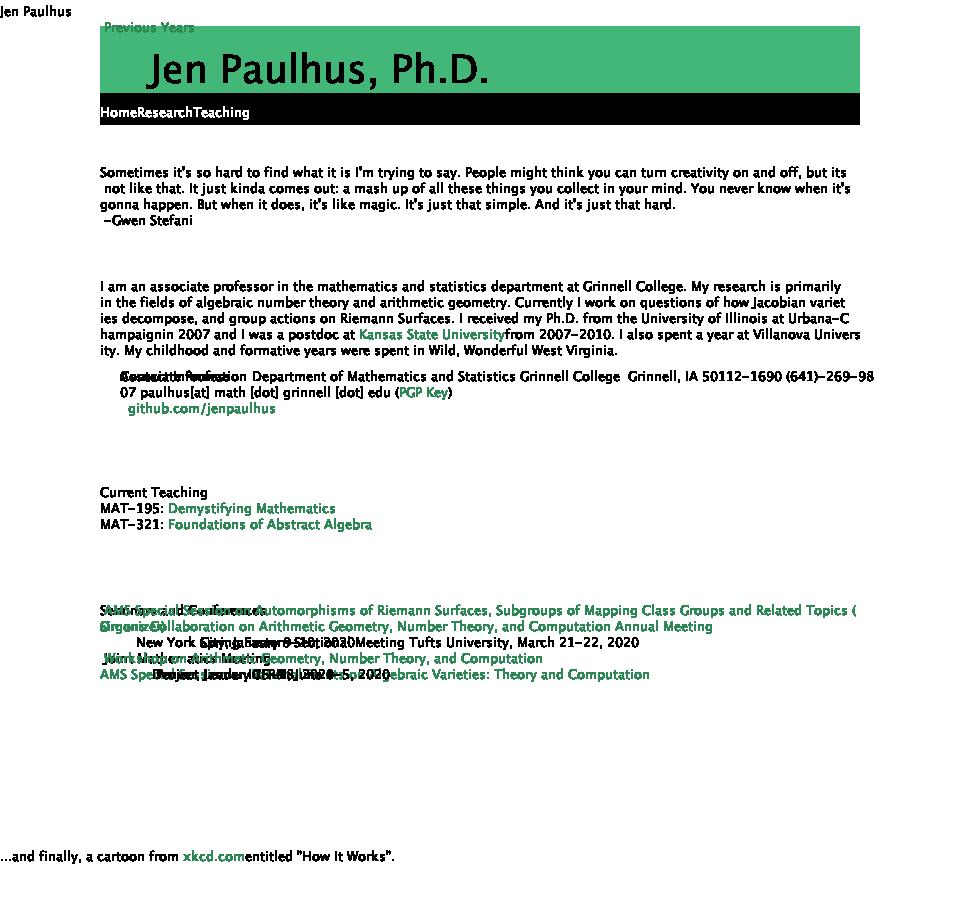 Jen Paulhus
Previous Years
Jen Paulhus, Ph.D.
HomeResearchTeaching
Sometimes it's so hard to find what it is I'm trying to say. People might think you can turn creativity on and off, but its
not like that. It just kinda comes out: a mash up of all these things you collect in your mind. You never know when it's
gonna happen. But when it does, it's like magic. It's just that simple. And it's just that hard.
-Gwen Stefani
I am an associate professor in the mathematics and statistics department at Grinnell College. My research is primarily
in the fields of algebraic number theory and arithmetic geometry. Currently I work on questions of how Jacobian variet
ies decompose, and group actions on Riemann Surfaces. I received my Ph.D. from the University of Illinois at Urbana-C
hampaignin 2007 and I was a postdoc at Kansas State Universityfrom 2007-2010. I also spent a year at Villanova Univers
ity. My childhood and formative years were spent in Wild, Wonderful West Virginia.
Department of Mathematics and Statistics Grinnell College Grinnell, IA 50112-1690 (641)-269-98
07 paulhus[at] math [dot] grinnell [dot] edu (PGP Key)
github.com/jenpaulhus
Current Teaching
MAT-195: Demystifying Mathematics
MAT-321: Foundations of Abstract Algebra
Automorphisms of Riemann Surfaces, Subgroups of Mapping Class Groups and Related Topics (
Collaboration on Arithmetic Geometry, Number Theory, and Computation Annual Meeting
New York Meeting Tufts University, March 21-22, 2020
Geometry, Number Theory, and Computation
AMS Algebraic Varieties: Theory and Computation
...and finally, a cartoon from xkcd.comentitled "How It Works".